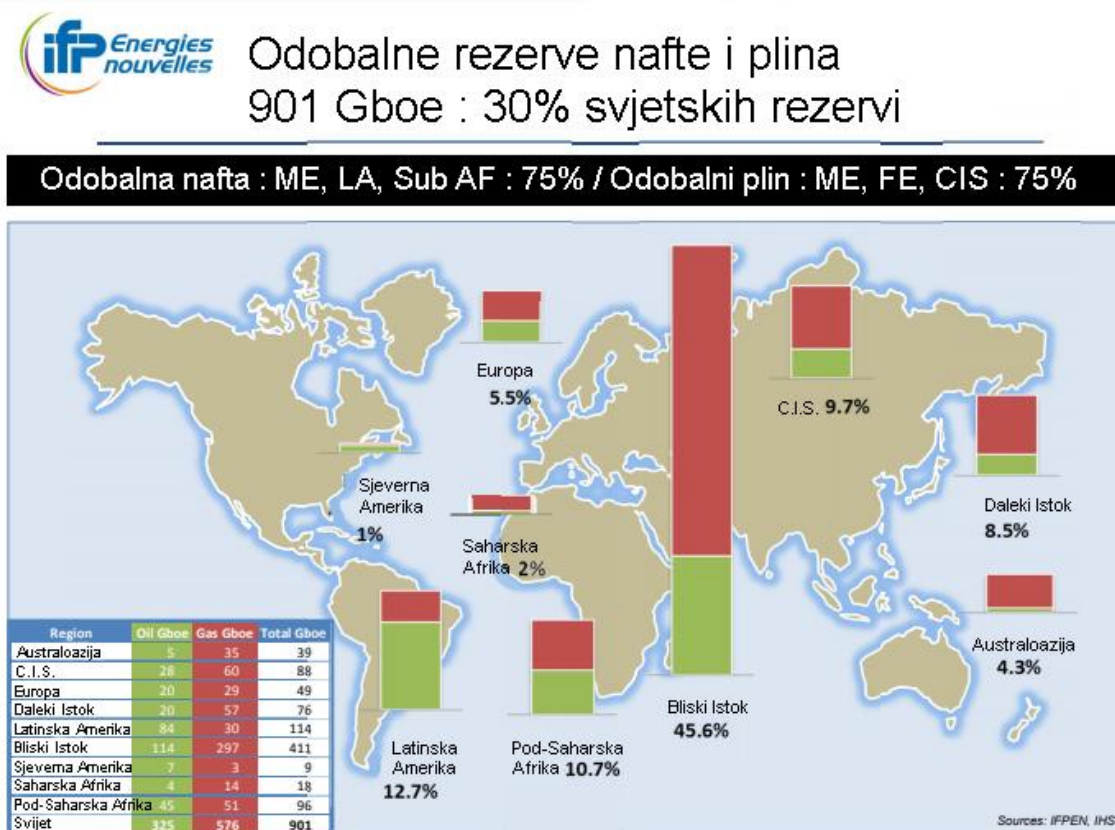 ifp Energies
nouvelles
Odobalne rezerve nafte i plina
901 Gboe : 30% svjetskih rezervi
Odobalna nafta : ME, LA, Sub AF : 75% / Odobalni plin : ME, FE, CIS : 75%
Europa
5.5%
C.I.S. 9.7%
Sjeverna
Amerika
1%
Saharska
Afrika 2%
Daleki Istok
8.5%
Australoazija
4.3%
Bliski Istok
45.6%
Latinska
Amerika
12.7%
Pod-Saharska
Afrika 10.7%
Region Oil Gboe Gas Gboe Total Gboe
Australoazija 5 35 39
C.I.S. 28 60 88
Europa 20 29 49
Daleki Istok 20 57 76
Latinska Amerika 84 30 114
Bliski Istok 114 297 411
Sjeverna Amerika 7 3 9
Saharska Afrika 4 14 18
Pod-Saharska Afrika 45 51 96
Svijet 325 576 901
Sources: IFPEN, IHS